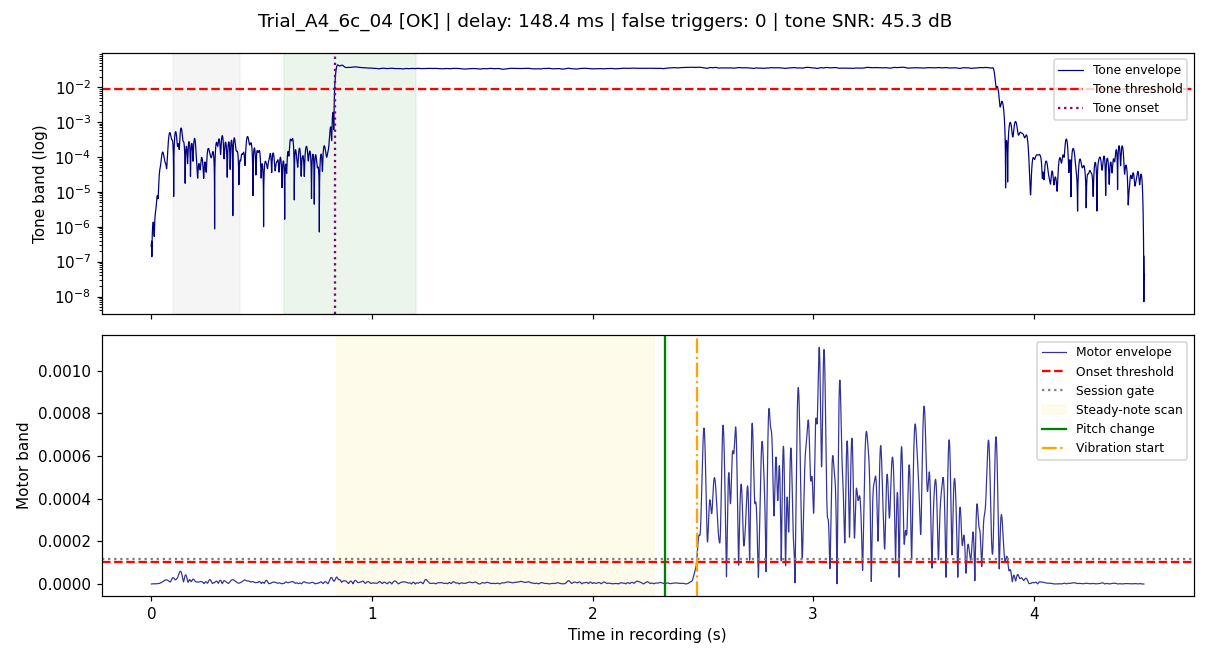 Trial_A4_6c_04 [OK] | delay: 148.4 ms | false triggers: 0 | tone SNR: 45.3 dB
Tone band (log)
10⁻²
10⁻³
10⁻⁴
10⁻⁵
10⁻⁶
10⁻⁷
10⁻⁸
Tone envelope
Tone threshold
Tone onset
Motor band
0.0010
0.0008
0.0006
0.0004
0.0002
0.0000
Motor envelope
Onset threshold
Session gate
Steady-note scan
Pitch change
Vibration start
0 1 2 3 4
Time in recording (s)